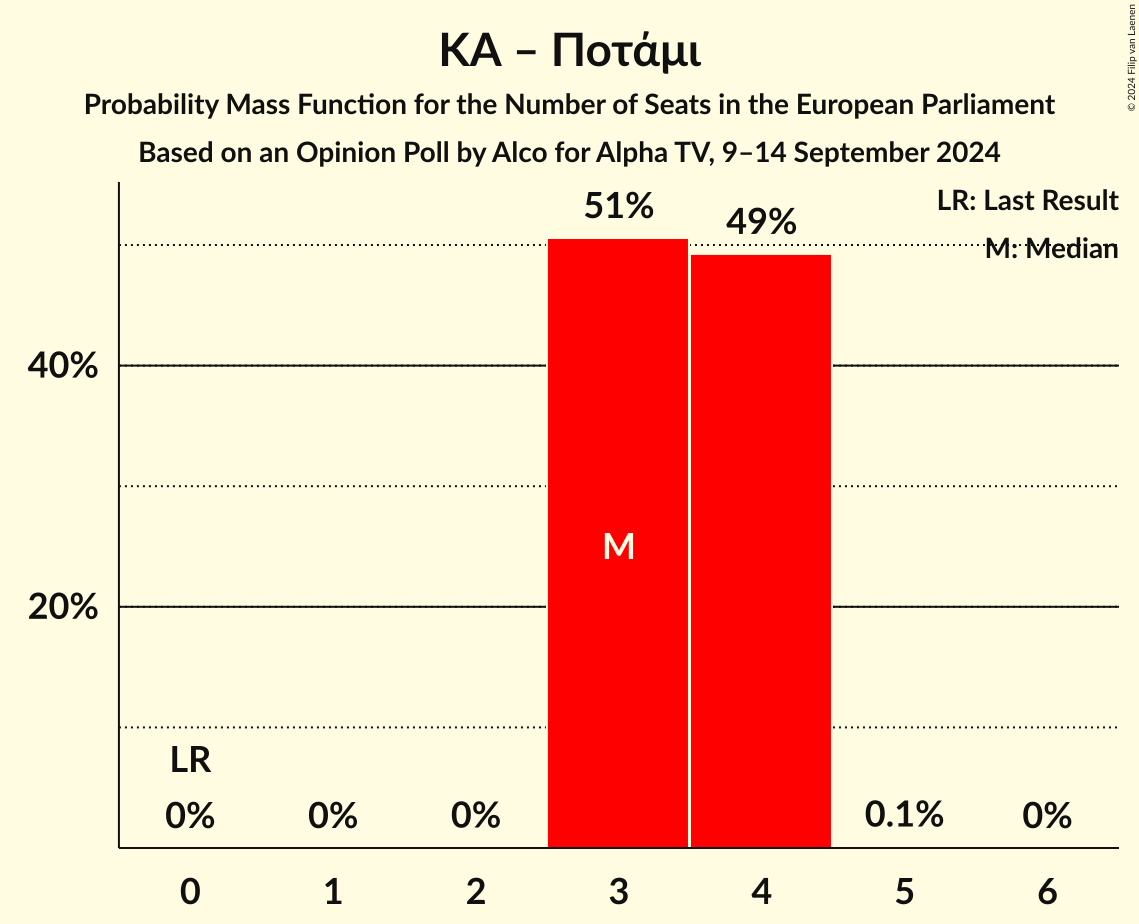 ΚΑ – Ποτάμι
Probability Mass Function for the Number of Seats in the European Parliament
Based on an Opinion Poll by Alco for Alpha TV, 9–14 September 2024
© 2024 Filip van Laenen
LR: Last Result
M: Median
51%
49%
40%
20%
M
LR
0%
0%
0%
0.1%
0%
0 1 2 3 4 5 6